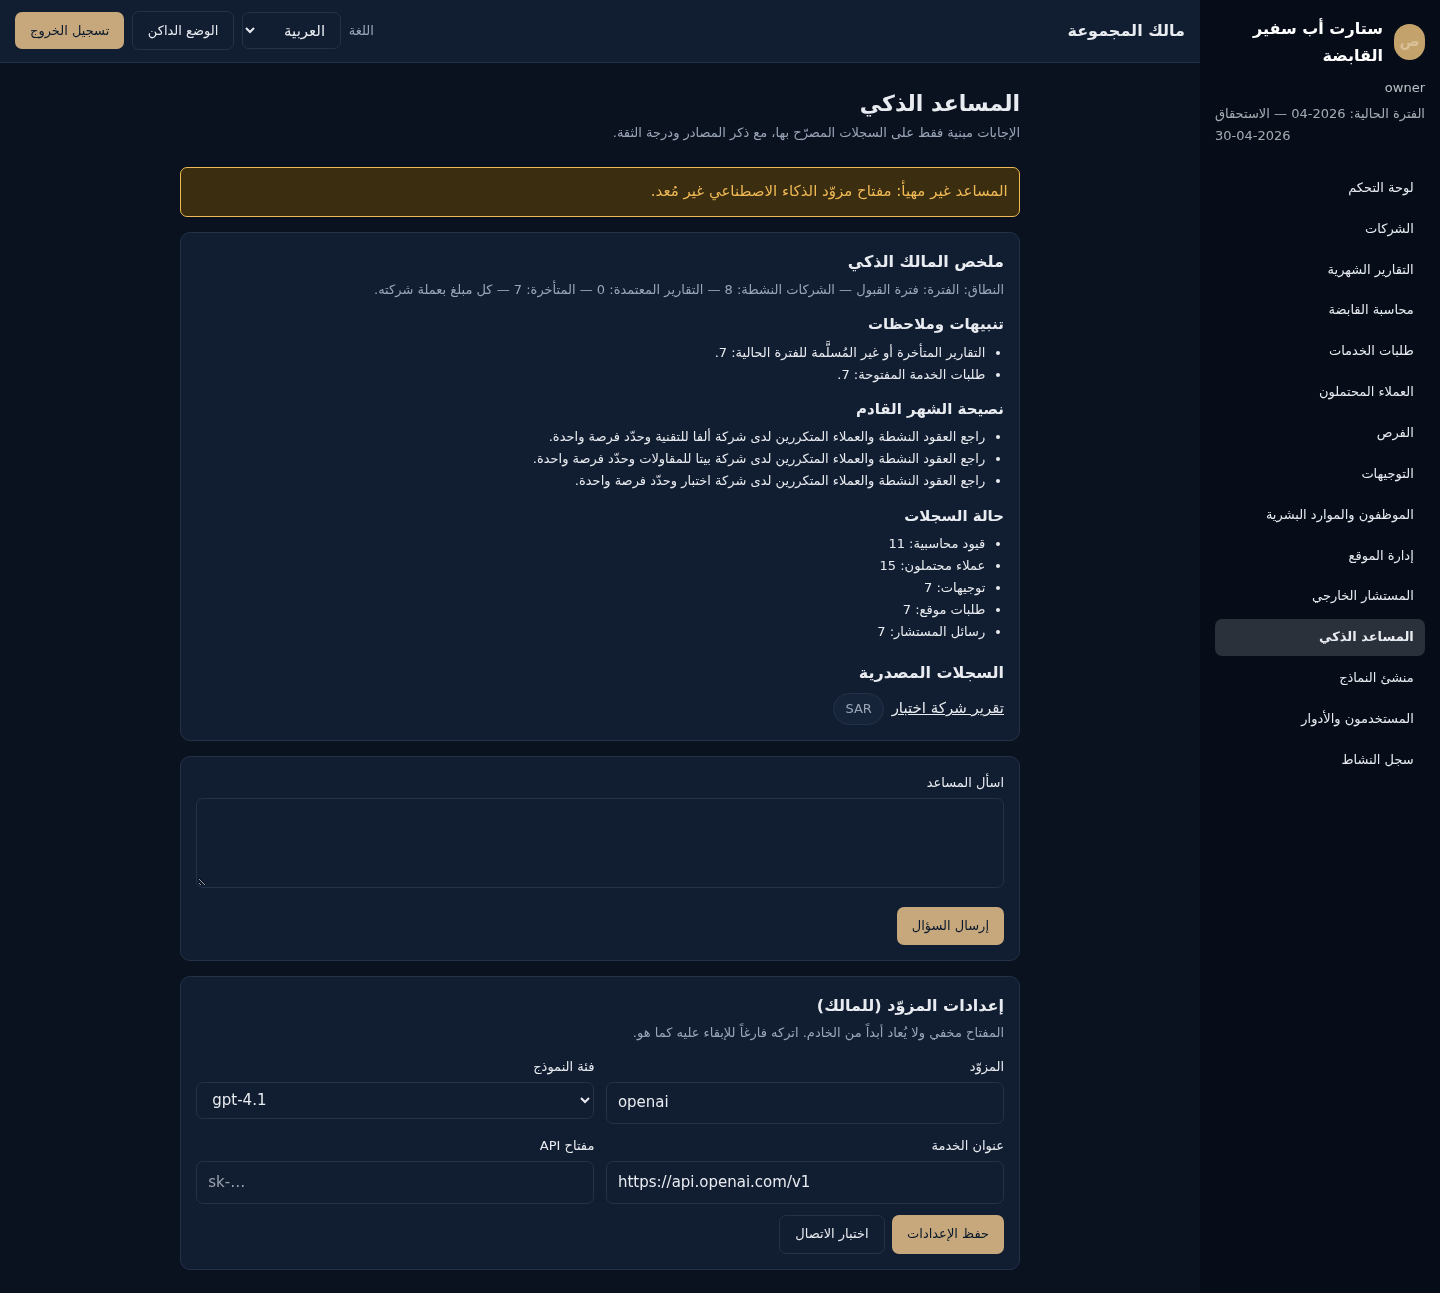 ص
ستارت أب سفير
القابضة
owner
الفترة الحالية: 2026-04 — الاستحقاق
30-04-2026
لوحة التحكم
الشركات
التقارير الشهرية
محاسبة القابضة
طلبات الخدمات
العملاء المحتملون
الفرص
التوجيهات
الموظفون والموارد البشرية
إدارة الموقع
المستشار الخارجي
المساعد الذكي
منشئ النماذج
المستخدمون والأدوار
سجل النشاط
مالك المجموعة
اللغة
العربية
الوضع الداكن
تسجيل الخروج
المساعد الذكي
الإجابات مبنية فقط على السجلات المصرّح بها، مع ذكر المصادر ودرجة الثقة.
المساعد غير مهيأ: مفتاح مزوّد الذكاء الاصطناعي غير مُعد.
ملخص المالك الذكي
النطاق: الفترة: فترة القبول — الشركات النشطة: 8 — التقارير المعتمدة: 0 — المتأخرة: 7 — كل مبلغ بعملة شركته.
تنبيهات وملاحظات
• التقارير المتأخرة أو غير المُسلَّمة للفترة الحالية: 7.
• طلبات الخدمة المفتوحة: 7.
نصيحة الشهر القادم
• راجع العقود النشطة والعملاء المتكررين لدى شركة ألفا للتقنية وحدّد فرصة واحدة.
• راجع العقود النشطة والعملاء المتكررين لدى شركة بيتا للمقاولات وحدّد فرصة واحدة.
• راجع العقود النشطة والعملاء المتكررين لدى شركة اختبار وحدّد فرصة واحدة.
حالة السجلات
• قيود محاسبية: 11
• عملاء محتملون: 15
• توجيهات: 7
• طلبات موقع: 7
• رسائل المستشار: 7
السجلات المصدرية
تقرير شركة اختبار SAR
اسأل المساعد
إرسال السؤال
إعدادات المزوّد (للمالك)
المفتاح مخفي ولا يُعاد أبداً من الخادم. اتركه فارغاً للإبقاء عليه كما هو.
المزوّد
openai
فئة النموذج
gpt-4.1
عنوان الخدمة
https://api.openai.com/v1
مفتاح API
sk-…
حفظ الإعدادات
اختبار الاتصال